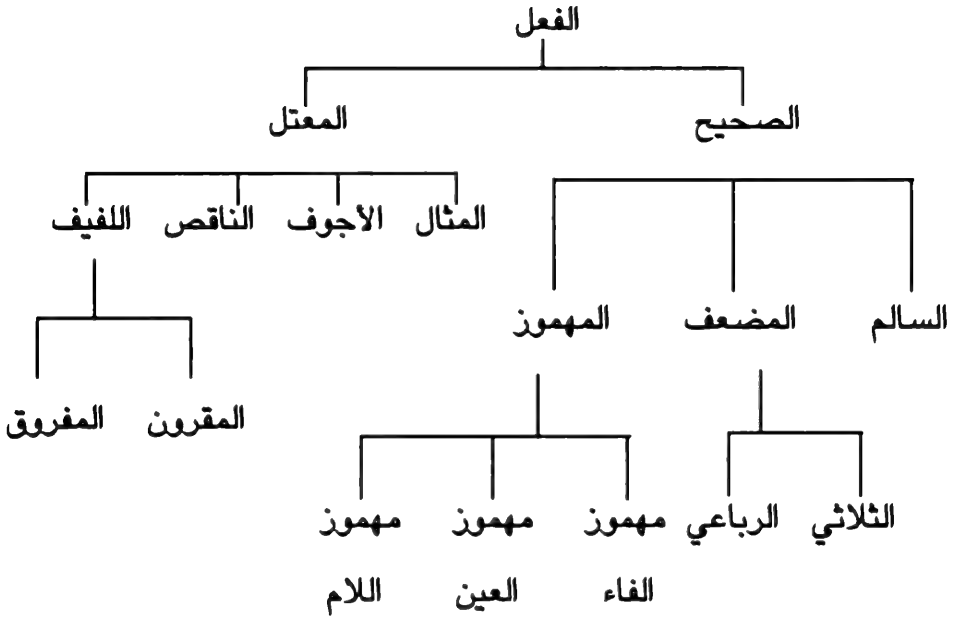 الفعل
الصحيح المعتل
المثال الأجوف الناقص اللفيف
السالم المضعف المهموز
المقرون المفروق
الثلاثي الرباعي مهموز مهموز مهموز
الفاء العين اللام